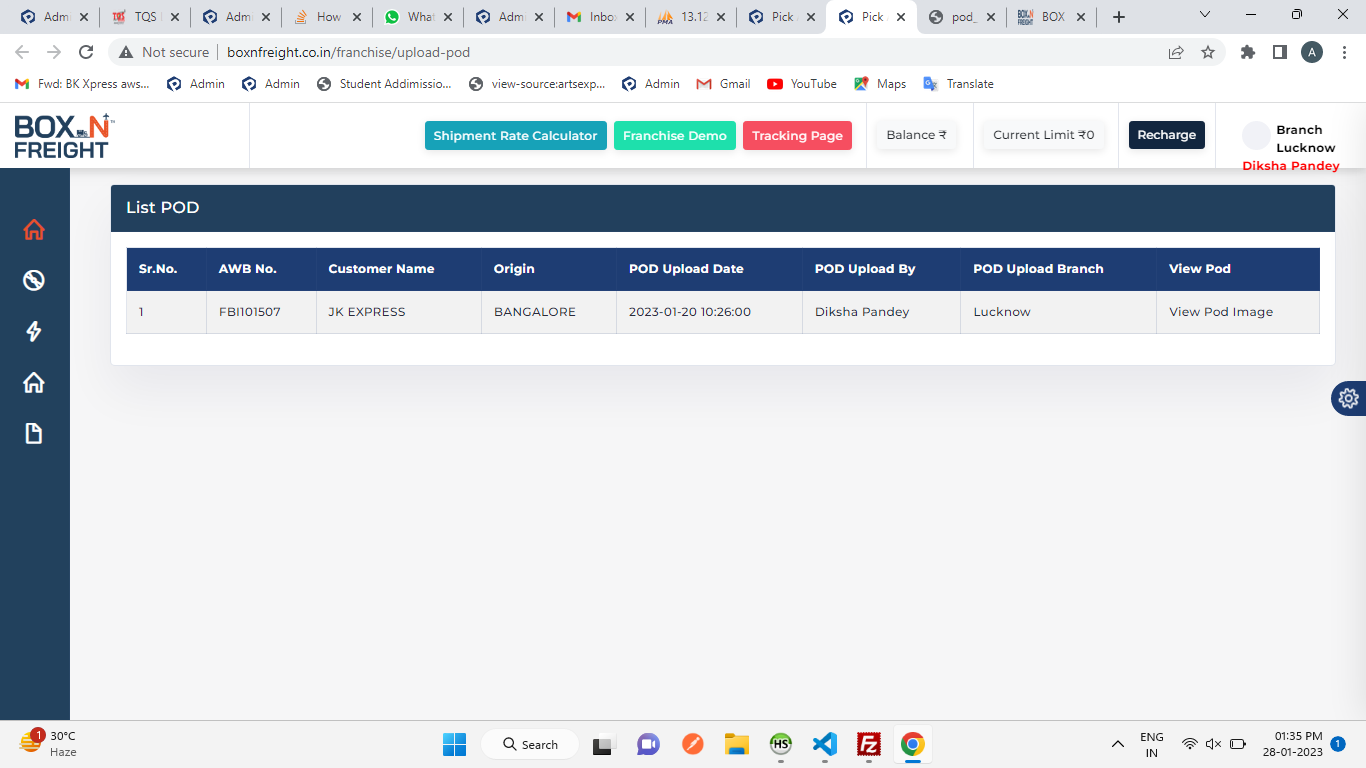 Adm
TQS
Adm
How
What
Adm
Inbox
13.12
Pick
Pick
pod_
BOX
Not secure
boxnfreight.co.in/franchise/upload-pod
A
Fwd: BK Xpress aws...
Admin
Admin
Student Addimissio...
view-source:artsexp...
Admin
Gmail
YouTube
Maps
Translate
BOX N
FREIGHT
Shipment Rate Calculator
Franchise Demo
Tracking Page
Balance ₹
Current Limit ₹0
Recharge
Branch
Lucknow
Diksha Pandey
List POD
Sr.No. AWB No. Customer Name Origin POD Upload Date POD Upload By POD Upload Branch View Pod
1 FBI101507 JK EXPRESS BANGALORE 2023-01-20 10:26:00 Diksha Pandey Lucknow View Pod Image
1
30°C
Haze
Search
HS
Fz
ENG
IN
01:35 PM
28-01-2023
1